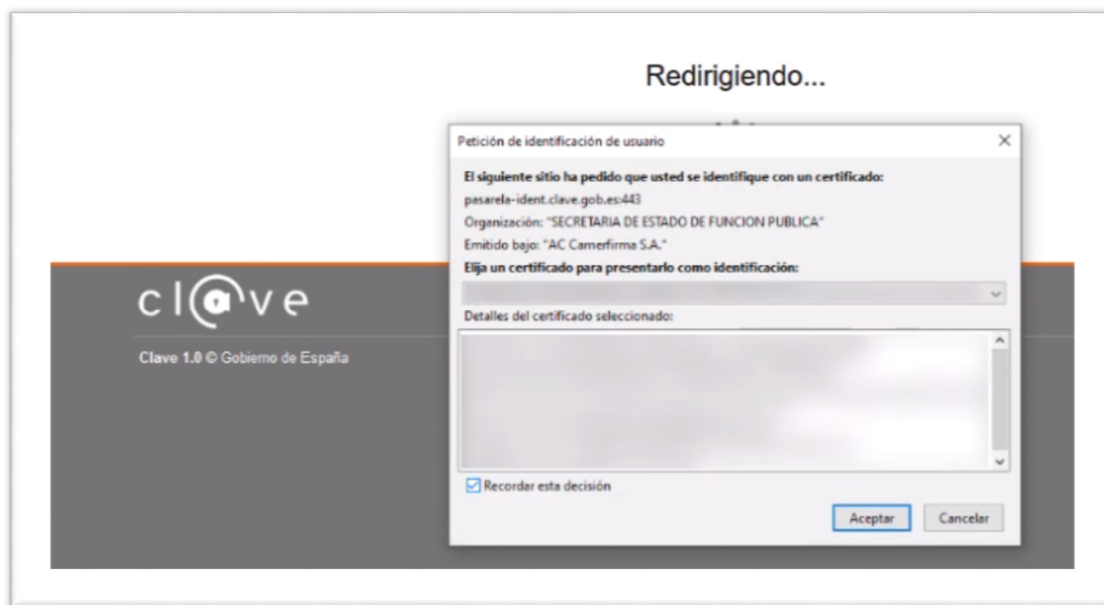 Redirigiendo...
Petición de identificación de usuario
El siguiente sitio ha pedido que usted se identifique con un certificado:
pasarela-ident.clave.gob.es:443
Organización: "SECRETARIA DE ESTADO DE FUNCION PUBLICA"
Emitido bajo: "AC Camerfirma S.A."
Elija un certificado para presentarlo como identificación:
Detalles del certificado seleccionado:
Recordar esta decisión
Aceptar Cancelar
cl@ve
Clave 1.0 © Gobierno de España